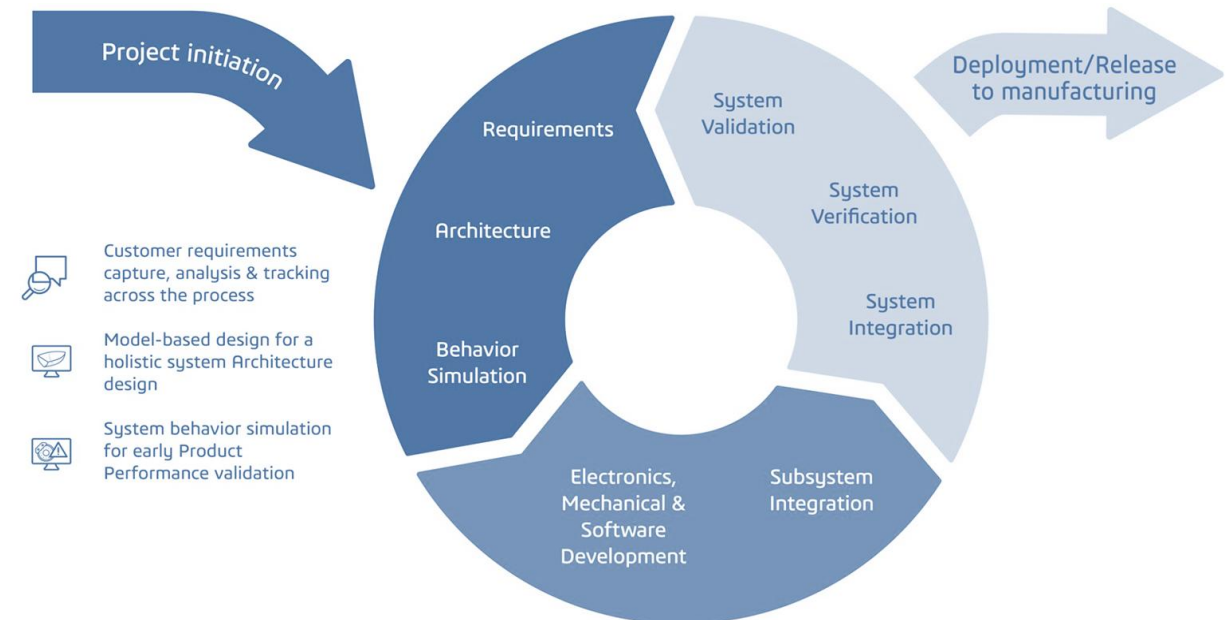 Project initiation
Deployment/Release
to manufacturing
Requirements
Architecture
Behavior
Simulation
Electronics,
Mechanical &
Software
Development
Subsystem
Integration
System
Integration
System
Verification
System
Validation
Customer requirements
capture, analysis & tracking
across the process
Model-based design for a
holistic system Architecture
design
System behavior simulation
for early Product
Performance validation